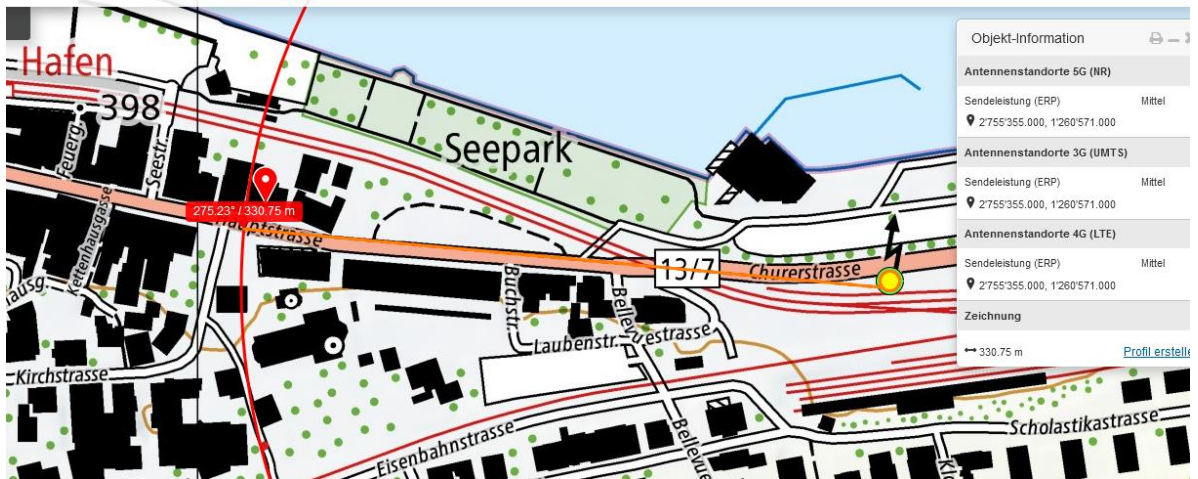 Hafen
398
Feuerg.
Seestr.
Kettenhausgasse
ausg.
Kirchstrasse
275.23° / 330.75 m
Hauptstrasse
Seepark
13/7
Churerstrasse
Buchstr.
Bellevuestrasse
Laubenstr.
Eisenbahnstrasse
Bellevue
Scholastikastrasse
Objekt-Information
Antennenstandorte 5G (NR)
Sendeleistung (ERP) Mittel
2'755'355.000, 1'260'571.000
Antennenstandorte 3G (UMTS)
Sendeleistung (ERP) Mittel
2'755'355.000, 1'260'571.000
Antennenstandorte 4G (LTE)
Sendeleistung (ERP) Mittel
2'755'355.000, 1'260'571.000
Zeichnung
330.75 m Profil erstelle